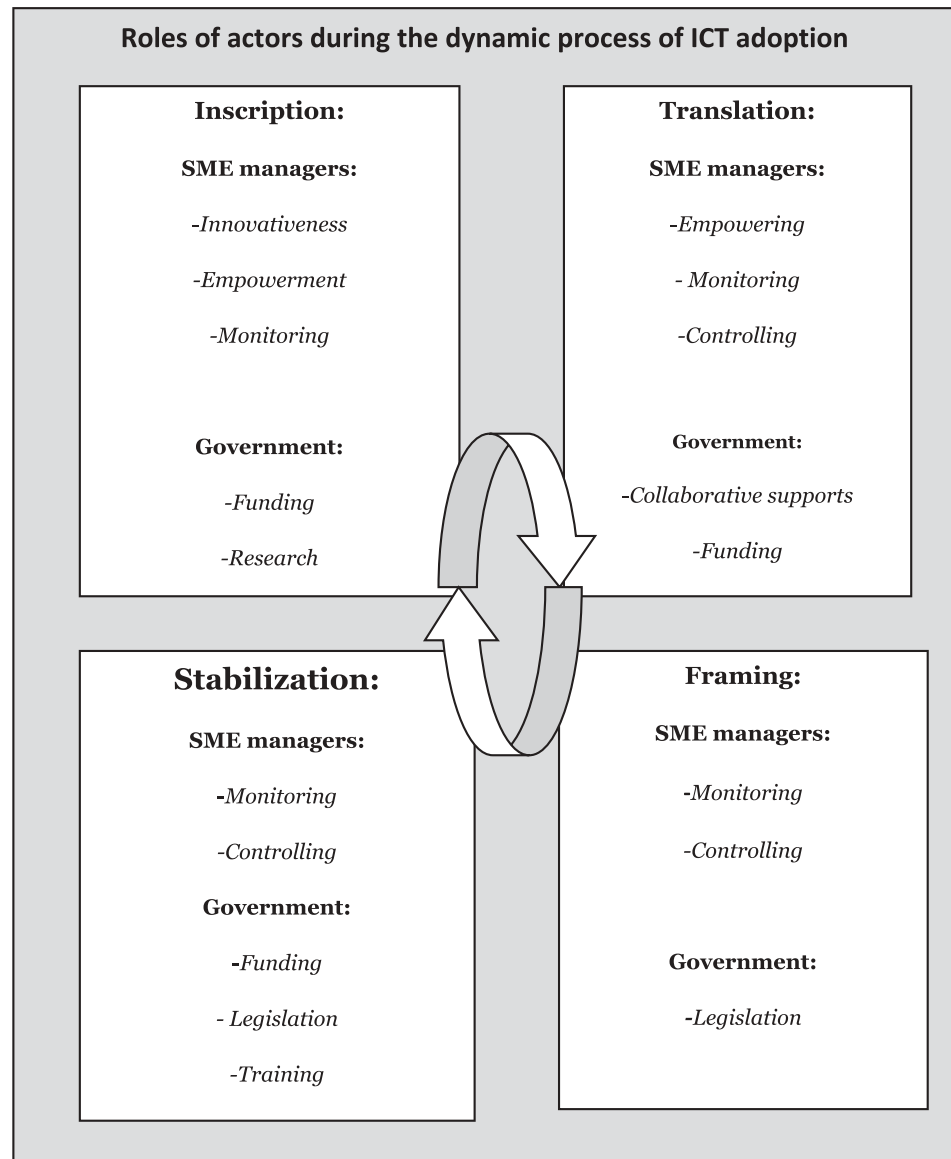 Roles of actors during the dynamic process of ICT adoption
Inscription:
SME managers:
-Innovativeness
-Empowerment
-Monitoring
Government:
-Funding
-Research
Translation:
SME managers:
-Empowering
- Monitoring
-Controlling
Government:
-Collaborative supports
-Funding
Stabilization:
SME managers:
-Monitoring
-Controlling
Government:
-Funding
- Legislation
-Training
Framing:
SME managers:
-Monitoring
-Controlling
Government:
-Legislation